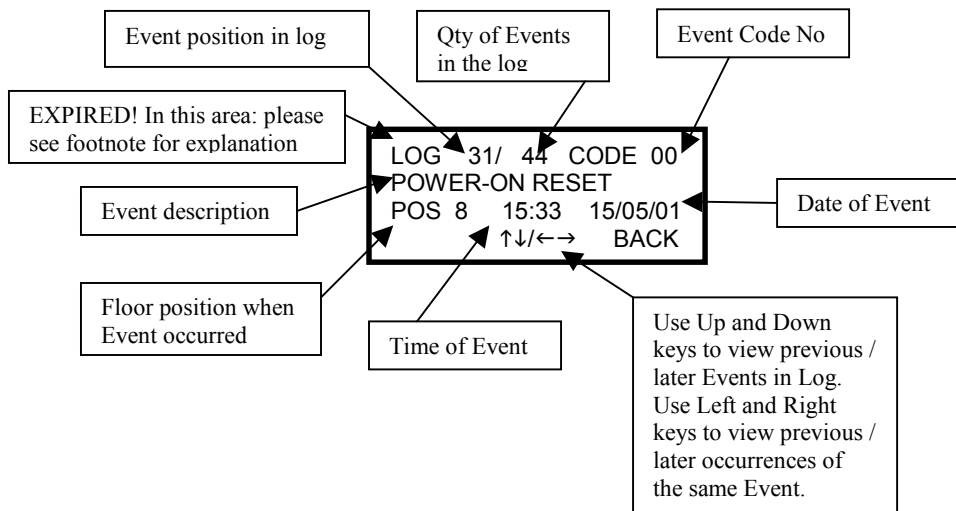 Event position in log
Qty of Events
in the log
Event Code No
EXPIRED! In this area: please
see footnote for explanation
LOG 31/ 44 CODE 00
POWER-ON RESET
POS 8 15:33 15/05/01
↑↓/←→ BACK
Event description
Date of Event
Floor position when
Event occurred
Time of Event
Use Up and Down
keys to view previous /
later Events in Log.
Use Left and Right
keys to view previous /
later occurrences of
the same Event.